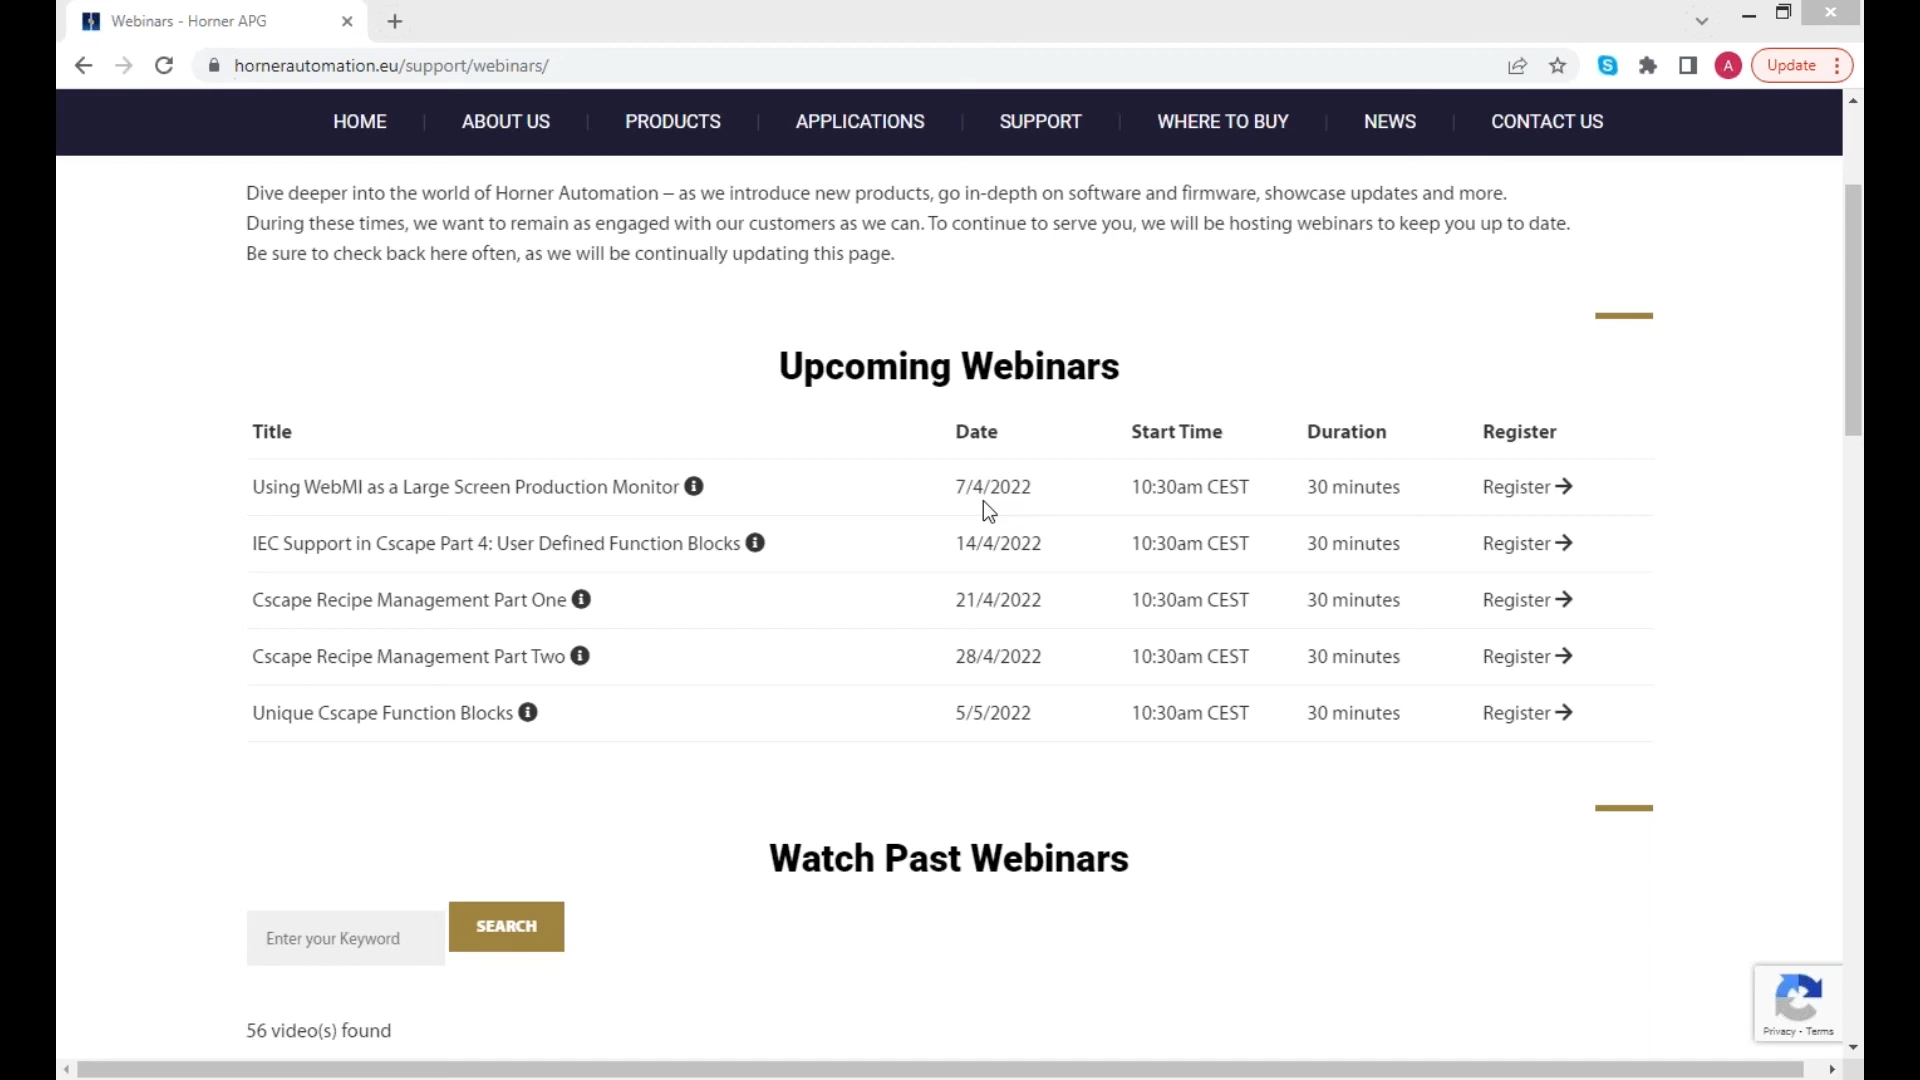 Webinars - Horner APG
hornerautomation.eu/support/webinars/
A
Update
HOME ABOUT US PRODUCTS APPLICATIONS SUPPORT WHERE TO BUY NEWS CONTACT US
Dive deeper into the world of Horner Automation – as we introduce new products, go in-depth on software and firmware, showcase updates and more.
During these times, we want to remain as engaged with our customers as we can. To continue to serve you, we will be hosting webinars to keep you up to date.
Be sure to check back here often, as we will be continually updating this page.
Upcoming Webinars
Title Date Start Time Duration Register
Using WebMI as a Large Screen Production Monitor 7/4/2022 10:30am CEST 30 minutes Register
IEC Support in Cscape Part 4: User Defined Function Blocks 14/4/2022 10:30am CEST 30 minutes Register
Cscape Recipe Management Part One 21/4/2022 10:30am CEST 30 minutes Register
Cscape Recipe Management Part Two 28/4/2022 10:30am CEST 30 minutes Register
Unique Cscape Function Blocks 5/5/2022 10:30am CEST 30 minutes Register
Watch Past Webinars
Enter your Keyword SEARCH
56 video(s) found
Privacy - Terms